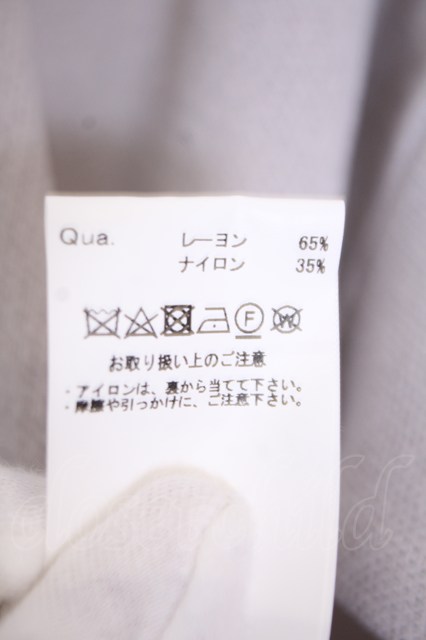 Qua. レーヨン 65%
ナイロン 35%
F W
お取り扱い上のご注意
・アイロンは、裏から当てて下さい。
・摩擦や引っかけに、ご注意下さい。